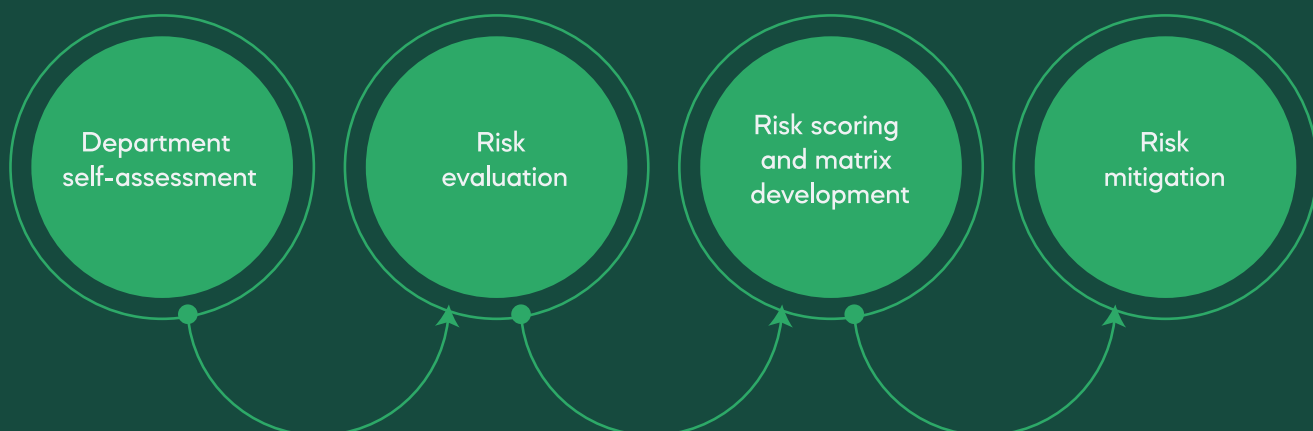 Department
self-assessment
Risk
evaluation
Risk scoring
and matrix
development
Risk
mitigation